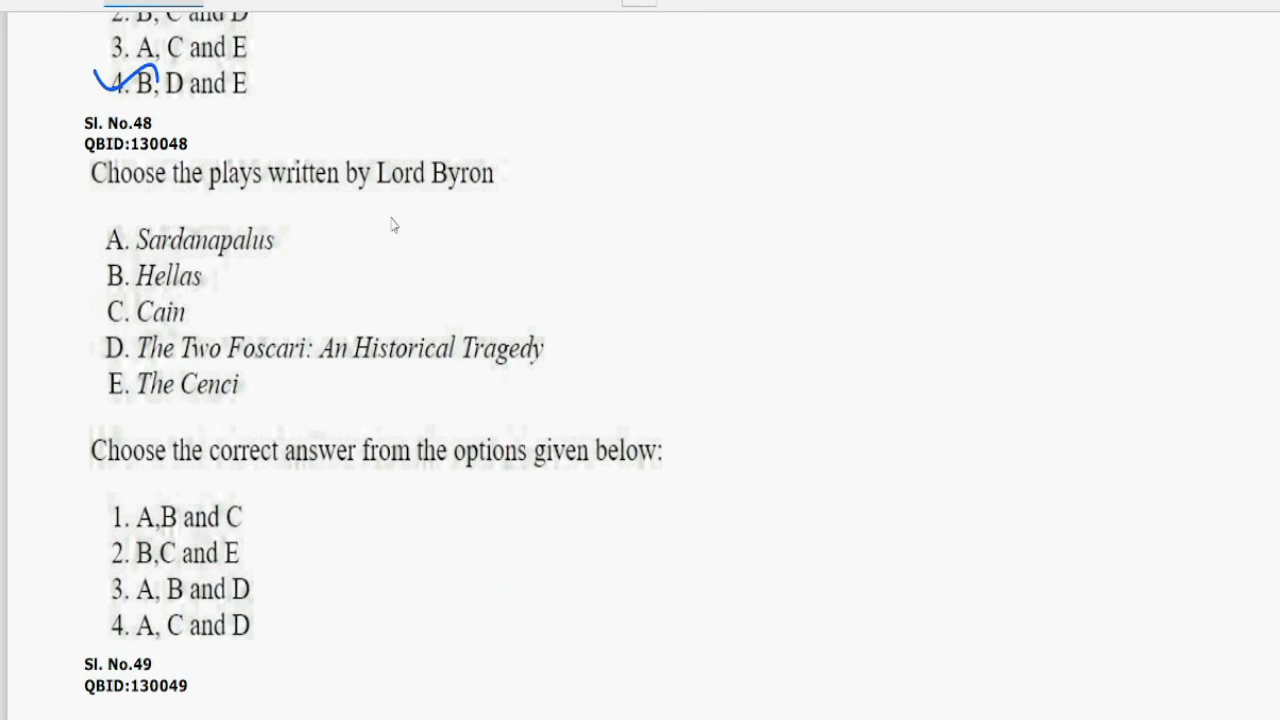 2. B, C and D
3. A, C and E
4. B, D and E
Sl. No.48
QBID:130048
Choose the plays written by Lord Byron
A. Sardanapalus
B. Hellas
C. Cain
D. The Two Foscari: An Historical Tragedy
E. The Cenci
Choose the correct answer from the options given below:
1. A,B and C
2. B,C and E
3. A, B and D
4. A, C and D
Sl. No.49
QBID:130049